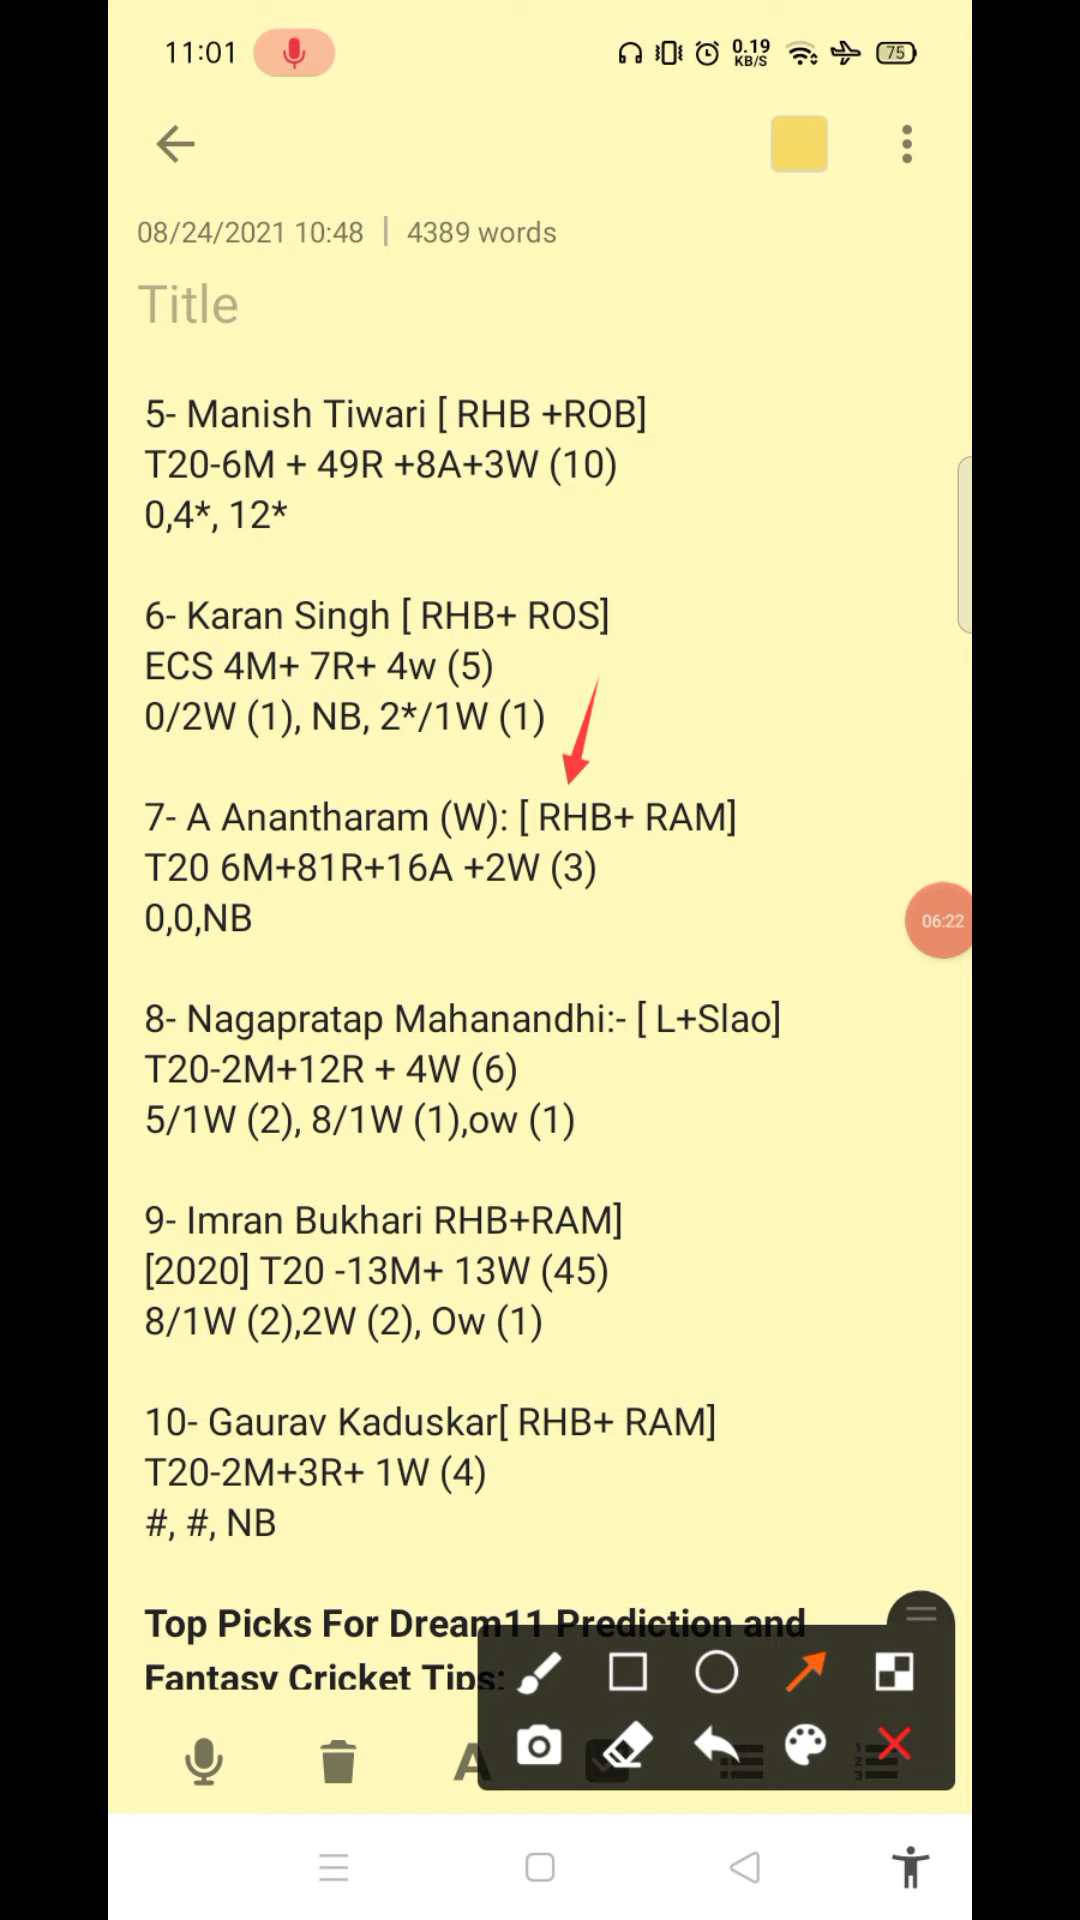 11:01
0.19
KB/S
75
08/24/2021 10:48 | 4389 words
Title
5- Manish Tiwari [ RHB +ROB]
T20-6M + 49R +8A+3W (10)
0,4*, 12*
6- Karan Singh [ RHB+ ROS]
ECS 4M+ 7R+ 4w (5)
0/2W (1), NB, 2*/1W (1)
7- A Anantharam (W): [ RHB+ RAM]
T20 6M+81R+16A +2W (3)
0,0,NB
06:22
8- Nagapratap Mahanandhi:- [ L+Slao]
T20-2M+12R + 4W (6)
5/1W (2), 8/1W (1),ow (1)
9- Imran Bukhari RHB+RAM]
[2020] T20 -13M+ 13W (45)
8/1W (2),2W (2), Ow (1)
10- Gaurav Kaduskar[ RHB+ RAM]
T20-2M+3R+ 1W (4)
#, #, NB
Top Picks For Dream11 Prediction and
Fantasy Cricket Tips:
A